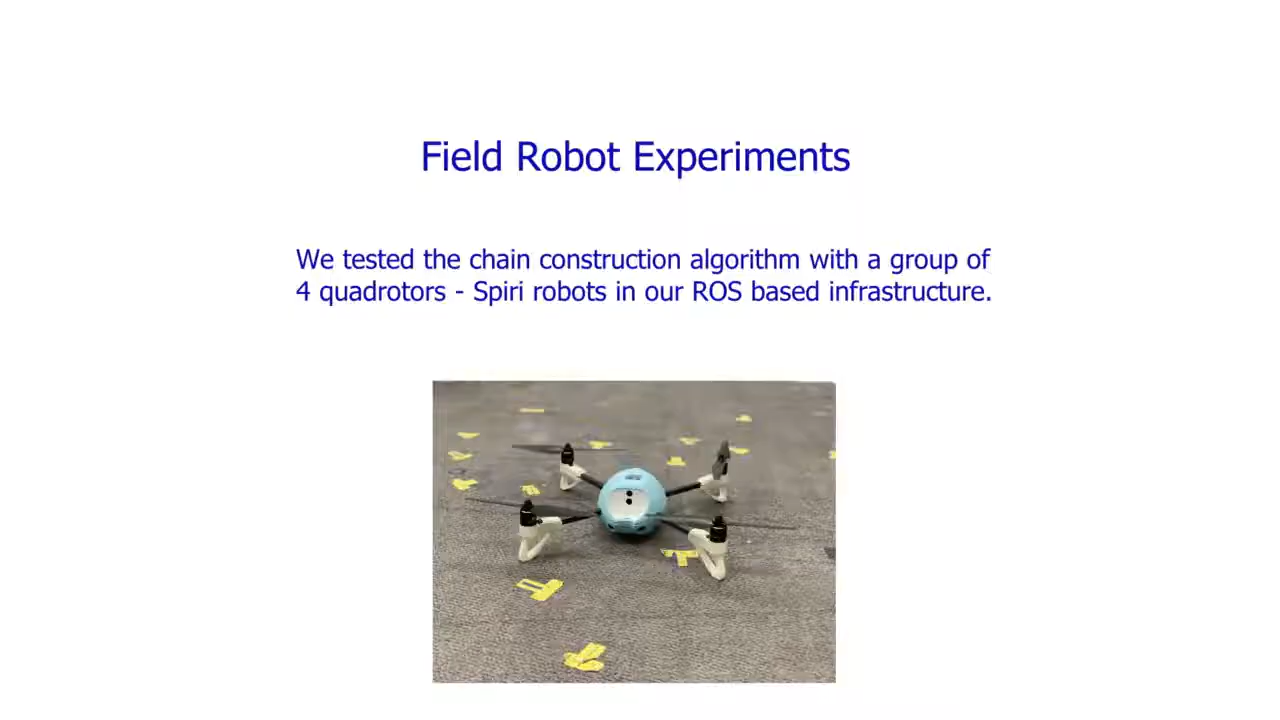 Field Robot Experiments
We tested the chain construction algorithm with a group of
4 quadrotors - Spiri robots in our ROS based infrastructure.